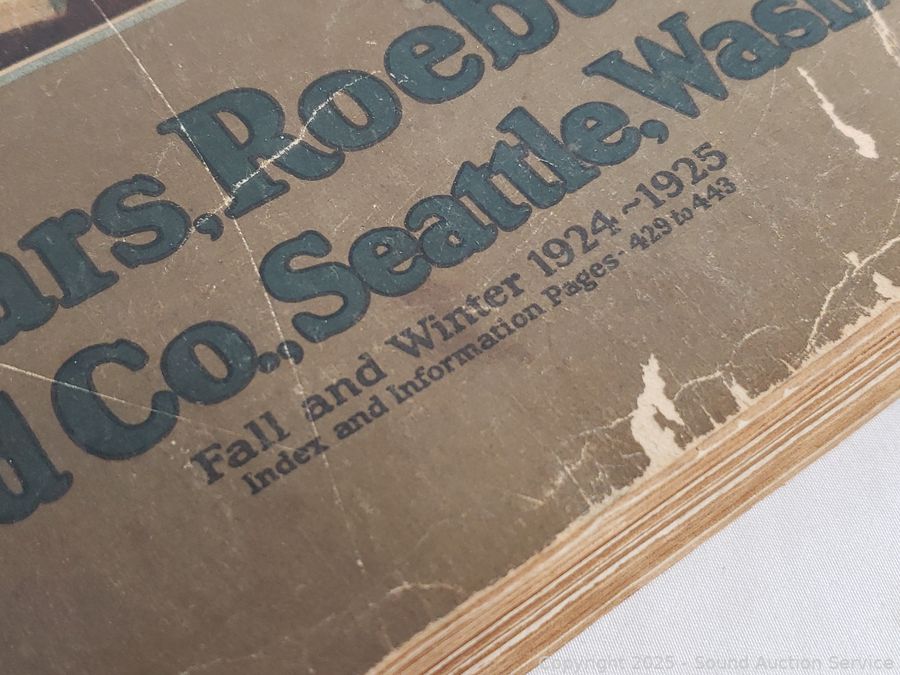 ars, Roebu
d Co., Seattle, Wash
Fall and Winter 1924~1925
Index and Information Pages - 429 to 443
Copyright 2025 - Sound Auction Service